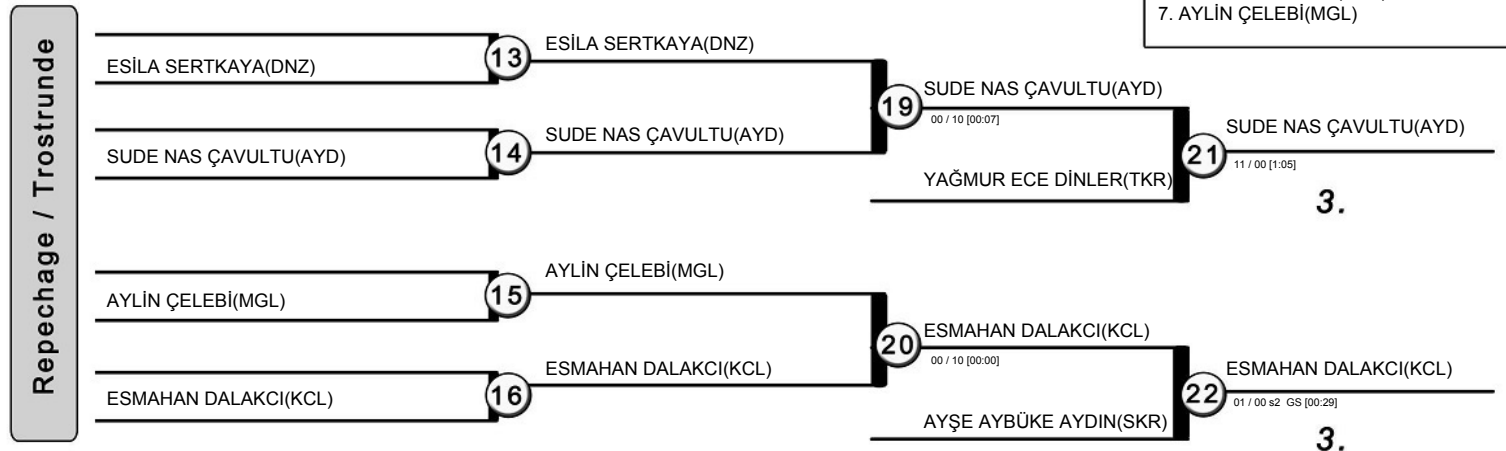 7. AYLİN ÇELEBİ(MGL)
Repechage / Trostrunde
ESİLA SERTKAYA(DNZ)
13
ESİLA SERTKAYA(DNZ)
SUDE NAS ÇAVULTU(AYD)
14
SUDE NAS ÇAVULTU(AYD)
19
SUDE NAS ÇAVULTU(AYD)
00 / 10 [00:07]
YAĞMUR ECE DİNLER(TKR)
21
SUDE NAS ÇAVULTU(AYD)
11 / 00 [1:05]
3.
AYLİN ÇELEBİ(MGL)
15
AYLİN ÇELEBİ(MGL)
ESMAHAN DALAKCI(KCL)
16
ESMAHAN DALAKCI(KCL)
20
ESMAHAN DALAKCI(KCL)
00 / 10 [00:00]
AYŞE AYBÜKE AYDIN(SKR)
22
ESMAHAN DALAKCI(KCL)
01 / 00 s2 GS [00:29]
3.